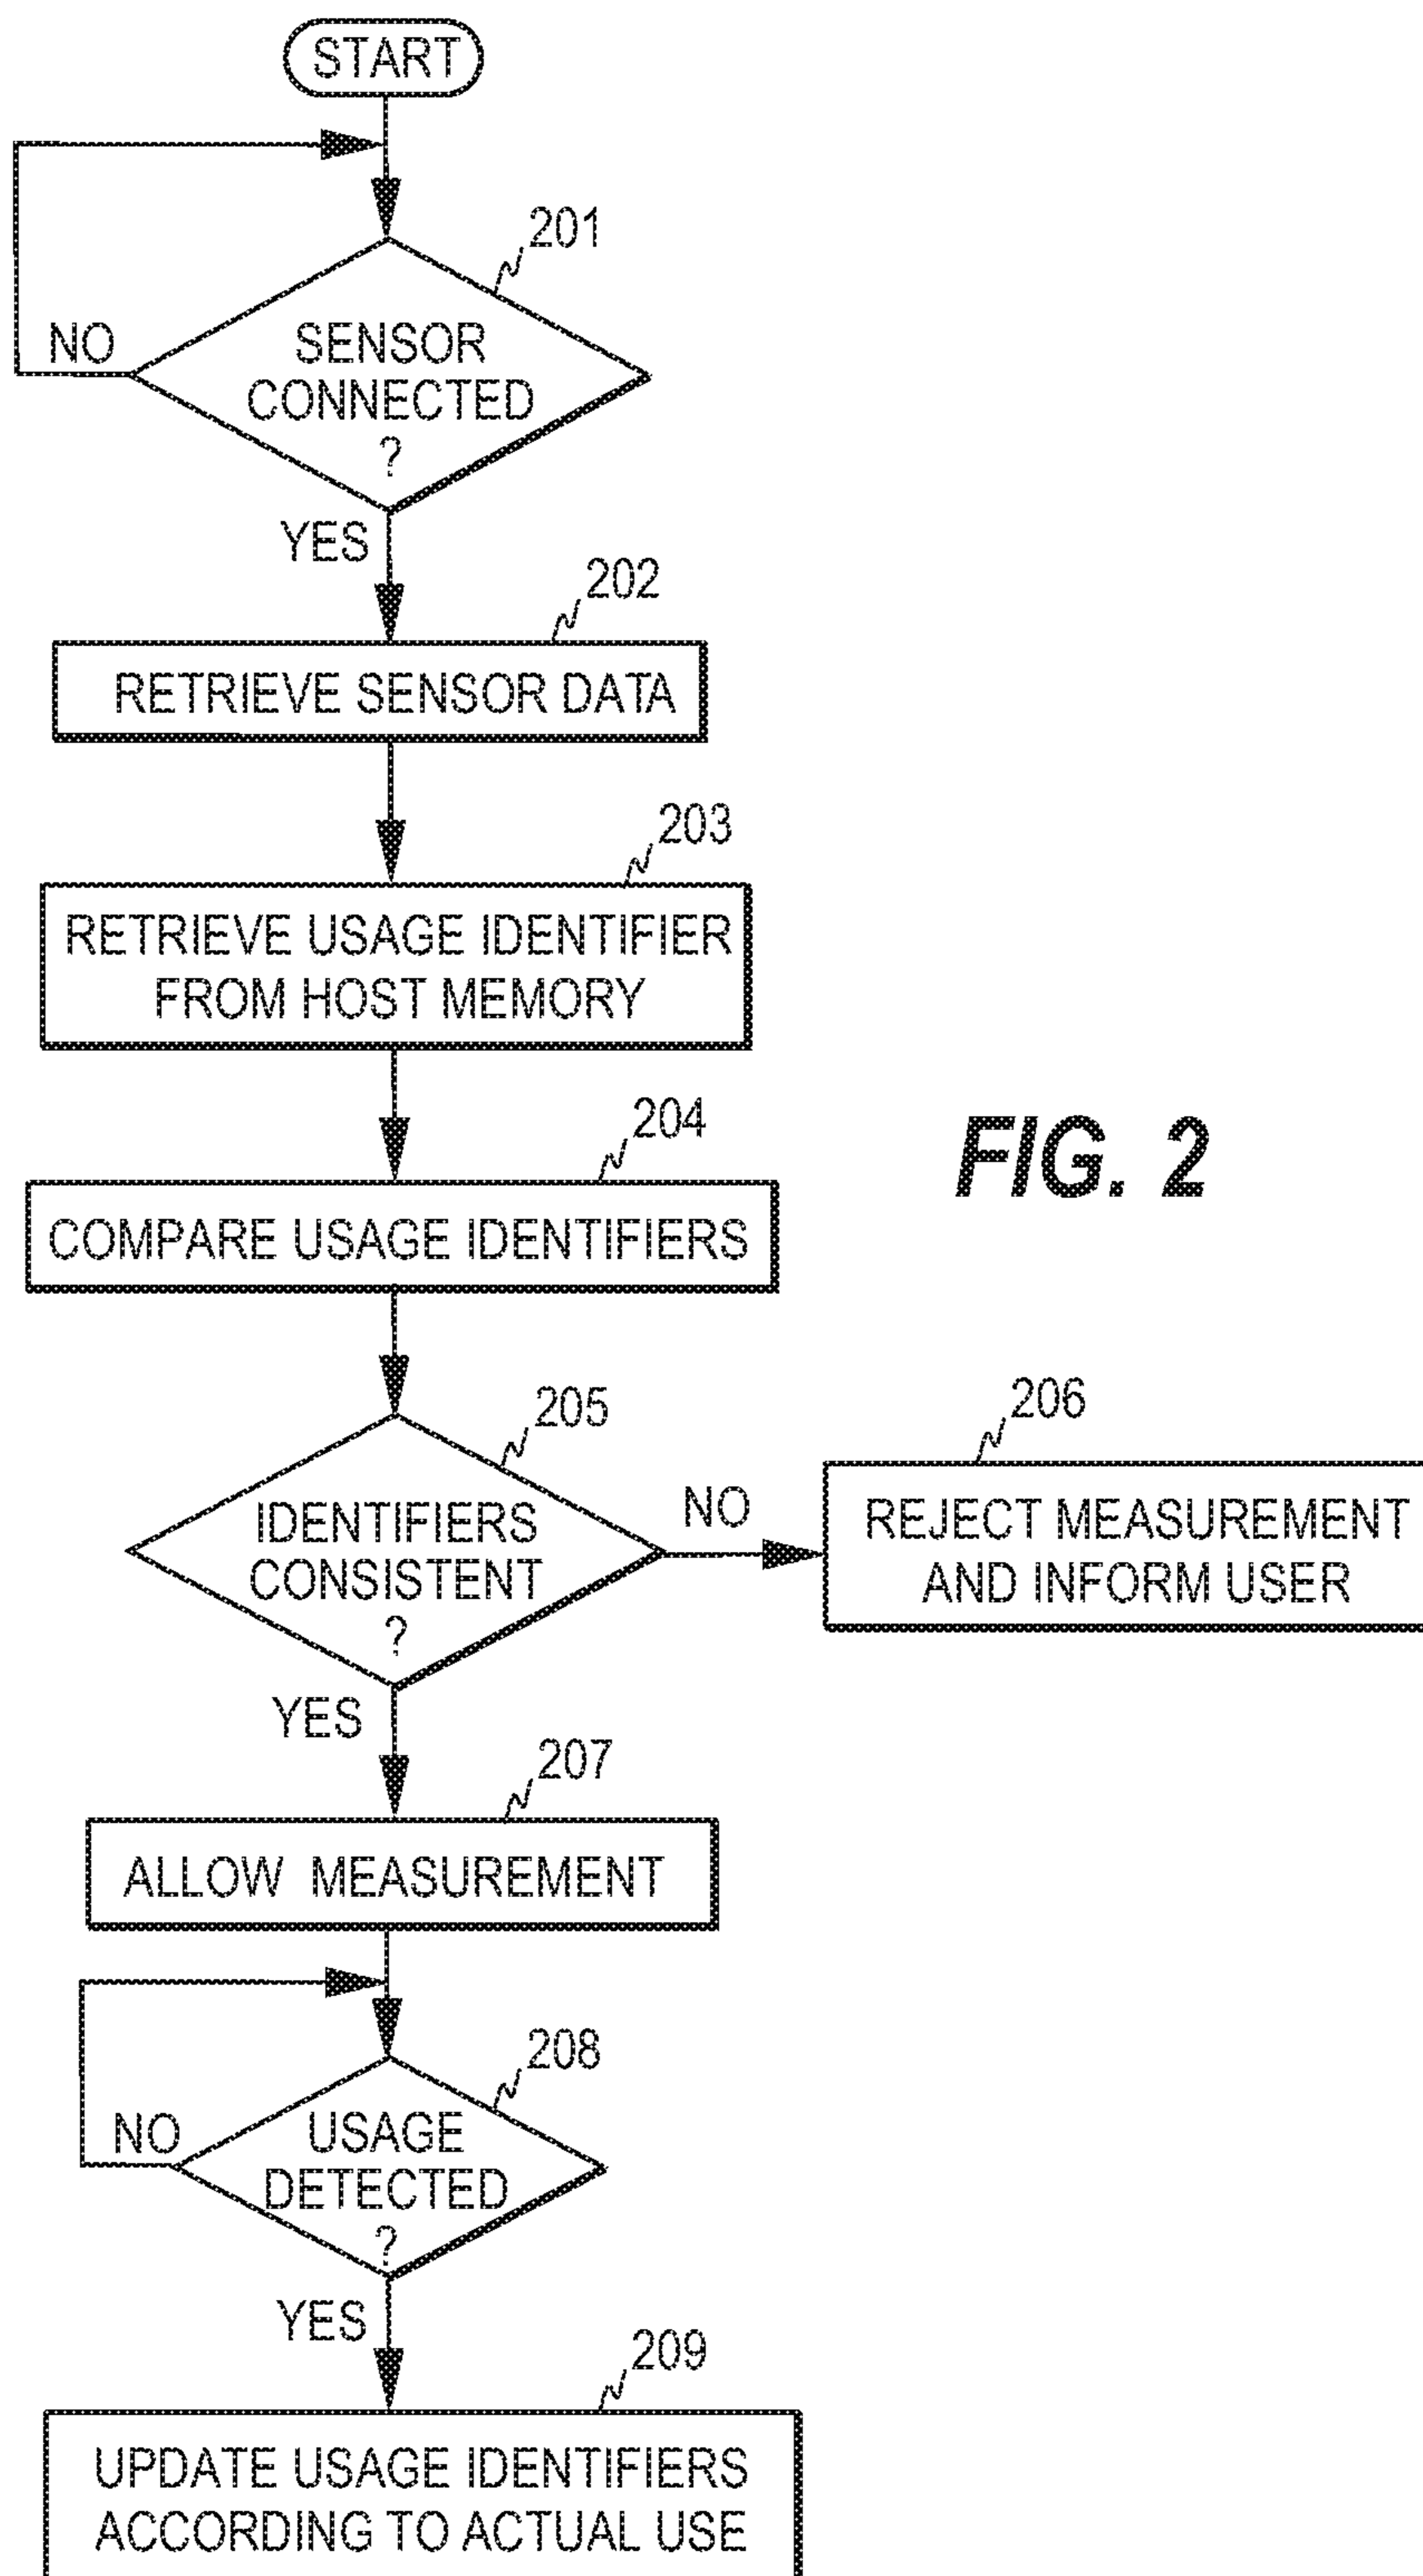 START
201
NO
SENSOR
CONNECTED
?
YES
202
RETRIEVE SENSOR DATA
203
RETRIEVE USAGE IDENTIFIER
FROM HOST MEMORY
204
COMPARE USAGE IDENTIFIERS
FIG. 2
205
IDENTIFIERS
CONSISTENT
?
NO
206
REJECT MEASUREMENT
AND INFORM USER
YES
207
ALLOW MEASUREMENT
208
NO
USAGE
DETECTED
?
YES
209
UPDATE USAGE IDENTIFIERS
ACCORDING TO ACTUAL USE